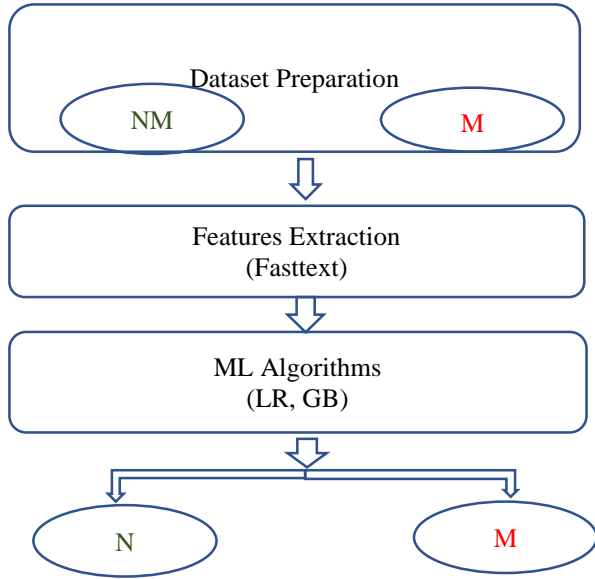 Dataset Preparation
NM
M
Features Extraction
(Fasttext)
ML Algorithms
(LR, GB)
N
M